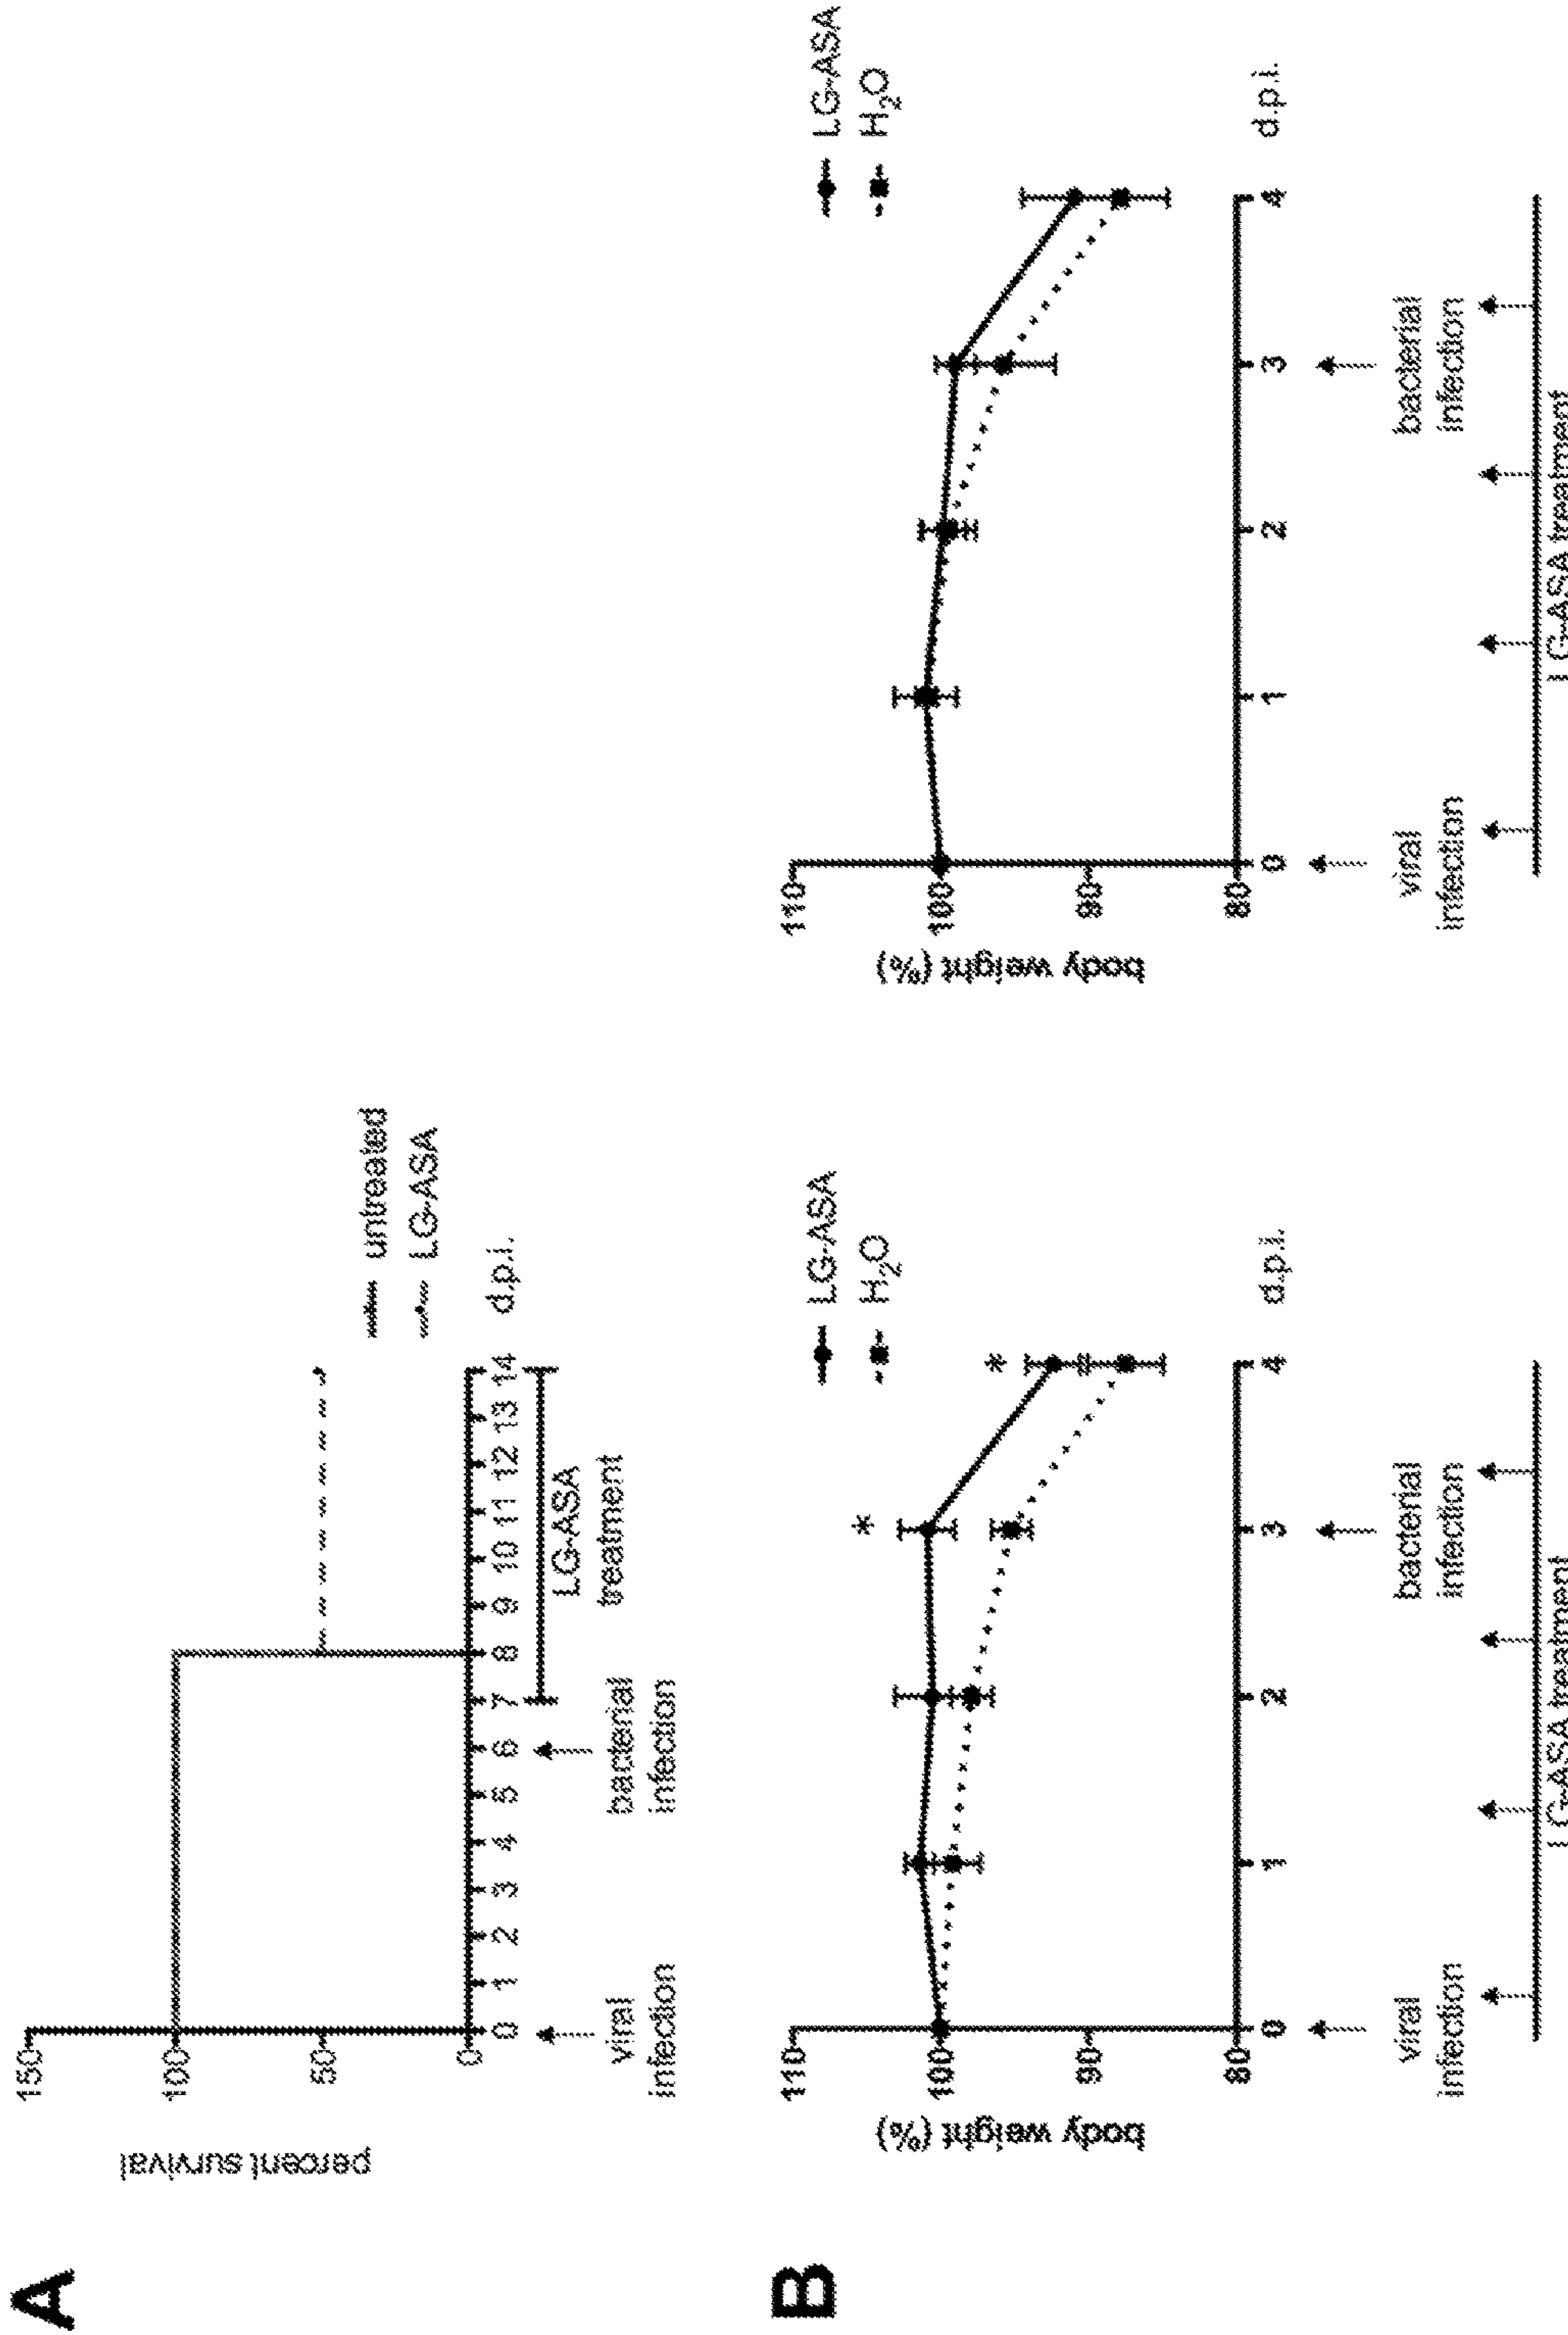 A
percent survival
150
100
50
0
0 1 2 3 4 5 6 7 8 9 10 11 12 13 14 d.p.i.
untreated
LG-ASA
viral
infection
bacterial
infection
LG-ASA
treatment
B
body weight (%)
110
100
90
80
0 1 2 3 4 d.p.i.
LG-ASA
H₂O
*
*
viral
infection
bacterial
infection
LG-ASA treatment
body weight (%)
110
100
90
80
0 1 2 3 4 d.p.i.
LG-ASA
H₂O
viral
infection
bacterial
infection
LG-ASA treatment